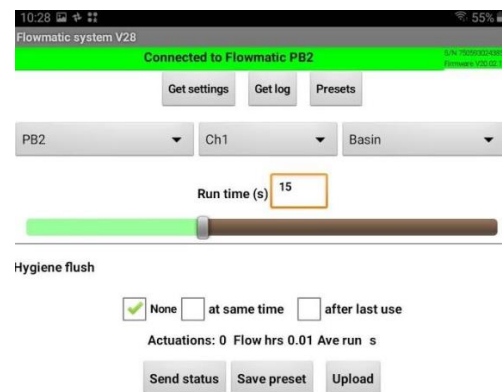 10:28 55%
Flowmatic system V28
Connected to Flowmatic PB2
Get settings Get log Presets
PB2 Ch1 Basin
Run time (s) 15
Hygiene flush
None at same time after last use
Actuations: 0 Flow hrs 0.01 Ave run s
Send status Save preset Upload